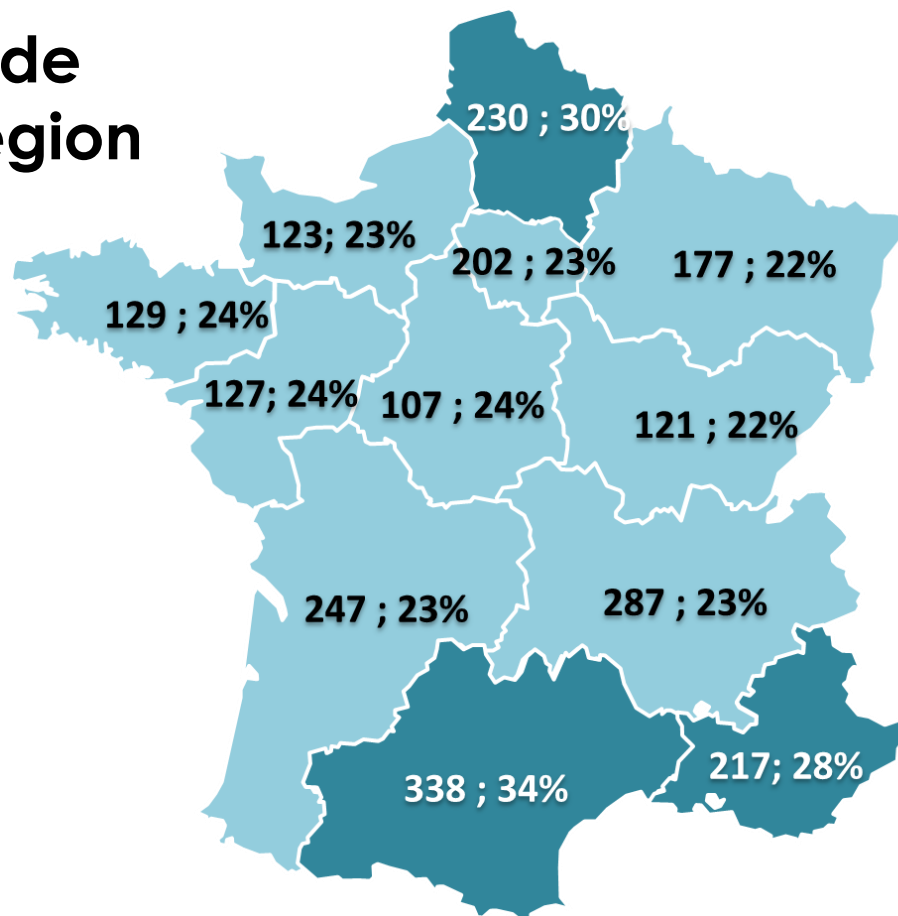 de
égion
230 ; 30%
123; 23%
202 ; 23%
177 ; 22%
129 ; 24%
127; 24%
107 ; 24%
121 ; 22%
247 ; 23%
287 ; 23%
217; 28%
338 ; 34%